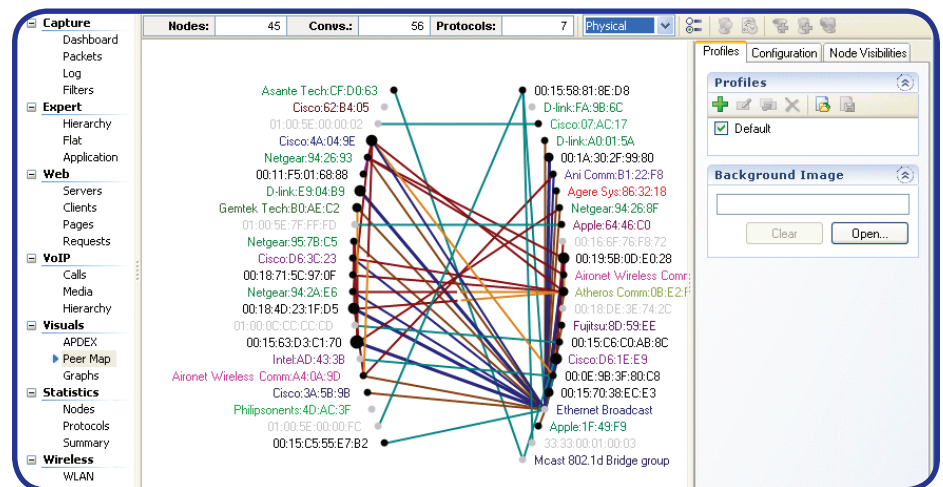 Capture
Dashboard
Packets
Log
Filters
Expert
Hierarchy
Flat
Application
Web
Servers
Clients
Pages
Requests
VoIP
Calls
Media
Hierarchy
Visuals
APDEX
Peer Map
Graphs
Statistics
Nodes
Protocols
Summary
Wireless
WLAN
Nodes: 45 Convs.: 56 Protocols: 7 Physical
Asante Tech:CF:D0:63
Cisco:62:B4:05
01:00:5E:00:00:02
Cisco:4A:04:9E
Netgear:94:26:93
00:11:F5:01:68:88
D-link:E9:04:B9
Gemtek Tech:B0:AE:C2
01:00:5E:7F:FF:FD
Netgear:95:7B:C5
Cisco:D6:3C:23
00:18:71:5C:97:0F
Netgear:94:2A:E6
00:18:4D:23:1F:D5
01:00:0C:CC:CC:CD
00:15:63:D3:C1:70
Intel:AD:43:3B
Aironet Wireless Comm:A4:0A:9D
Cisco:3A:5B:9B
Philipsonents:4D:AC:3F
01:00:5E:00:00:FC
00:15:C5:55:E7:B2
00:15:58:81:8E:D8
D-link:FA:9B:6C
Cisco:07:AC:17
D-link:A0:01:5A
00:1A:30:2F:99:80
Ani Comm:B1:22:F8
Agere Sys:86:32:18
Netgear:94:26:8F
Apple:64:46:C0
00:16:6F:76:F8:72
00:19:5B:0D:E0:28
Aironet Wireless Comm
Atheros Comm:0B:E2:F
00:18:DE:3E:74:2C
Fujitsu:8D:59:EE
00:15:C6:C0:AB:8C
Cisco:D6:1E:E9
00:0E:9B:3F:80:C8
00:15:70:38:EC:E3
Ethernet Broadcast
Apple:1F:49:F9
33:33:00:01:00:03
Mcast 802.1d Bridge group
Profiles Configuration Node Visibilities
Profiles
Default
Background Image
Clear Open...